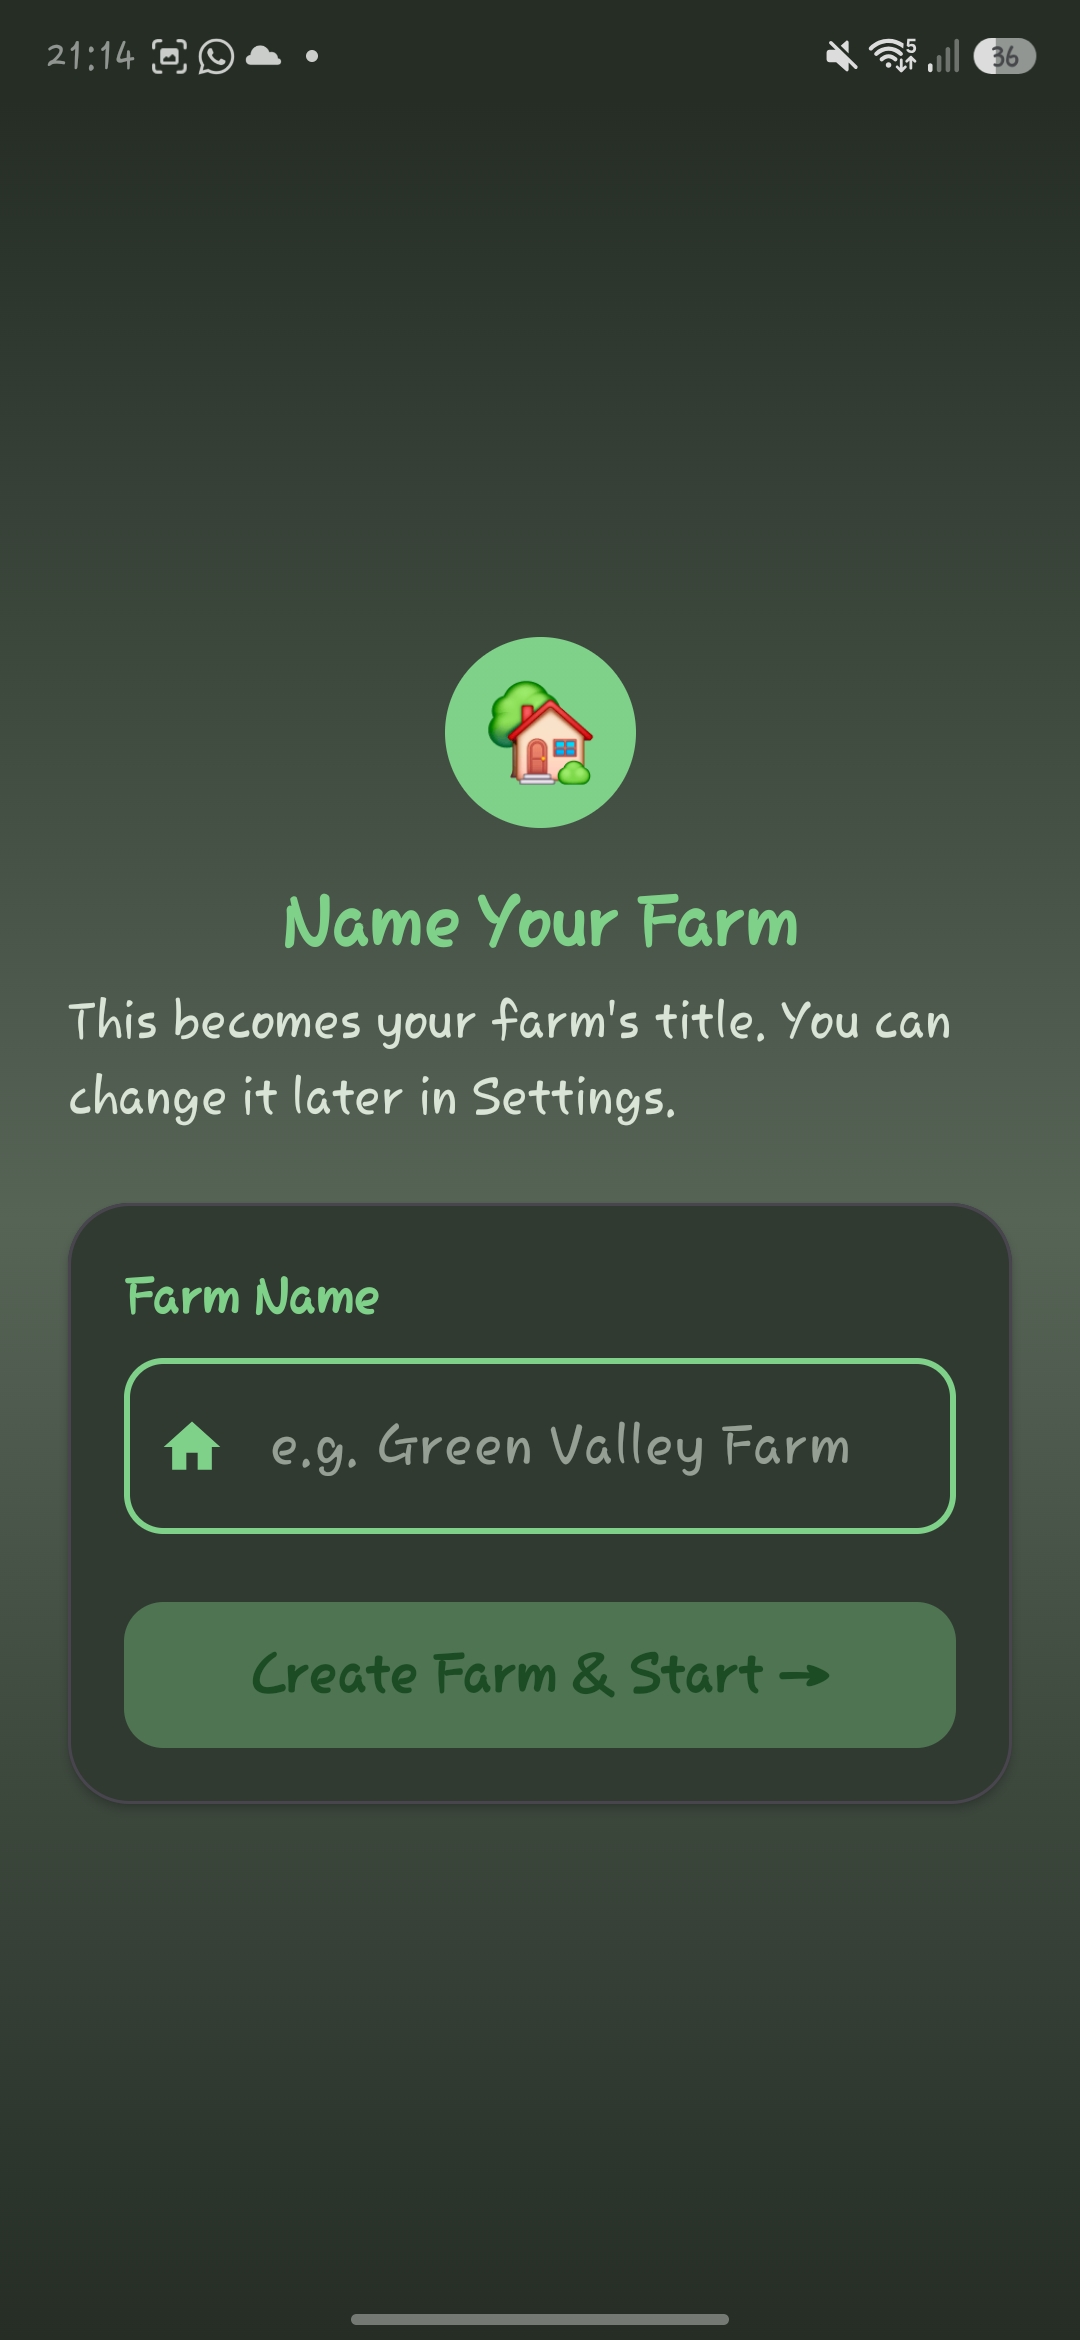 21:14
5
36
Name Your Farm
This becomes your farm's title. You can
change it later in Settings.
Farm Name
e.g. Green Valley Farm
Create Farm & Start →